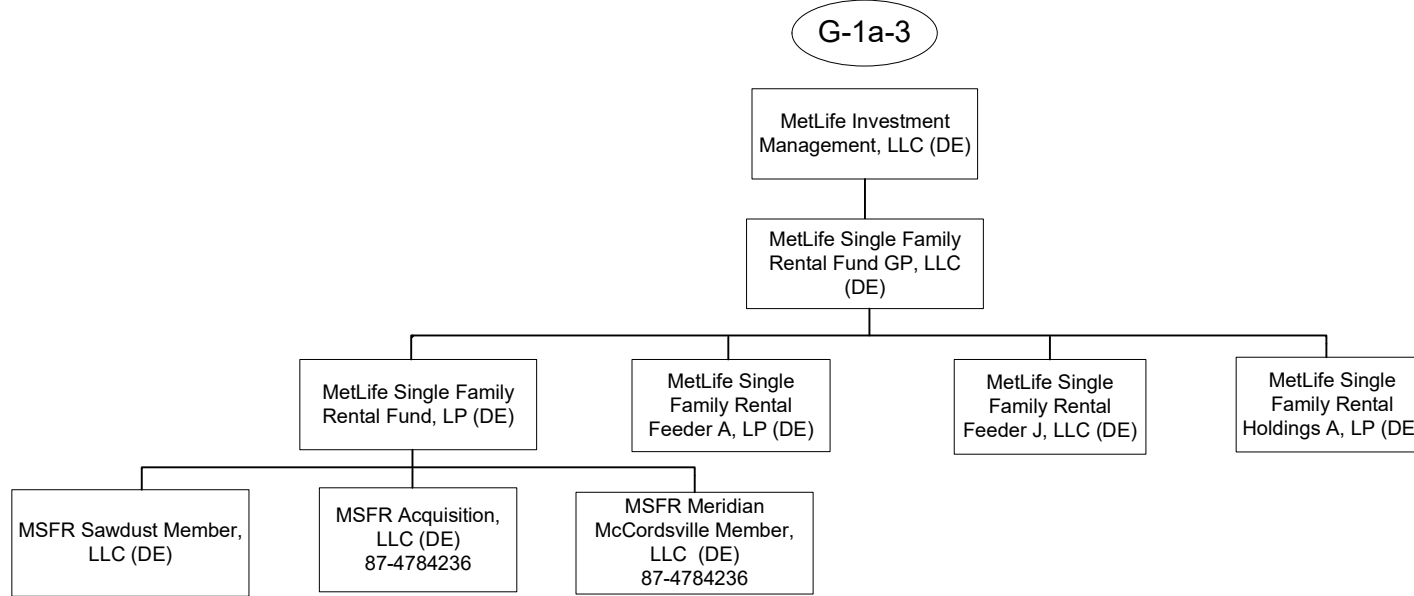 G-1a-3
MetLife Investment
Management, LLC (DE)
MetLife Single Family
Rental Fund GP, LLC
(DE)
MetLife Single Family
Rental Fund, LP (DE)
MetLife Single
Family Rental
Feeder A, LP (DE)
MetLife Single
Family Rental
Feeder J, LLC (DE)
MetLife Single
Family Rental
Holdings A, LP (DE
MSFR Sawdust Member,
LLC (DE)
MSFR Acquisition,
LLC (DE)
87-4784236
MSFR Meridian
McCordsville Member,
LLC  (DE)
87-4784236